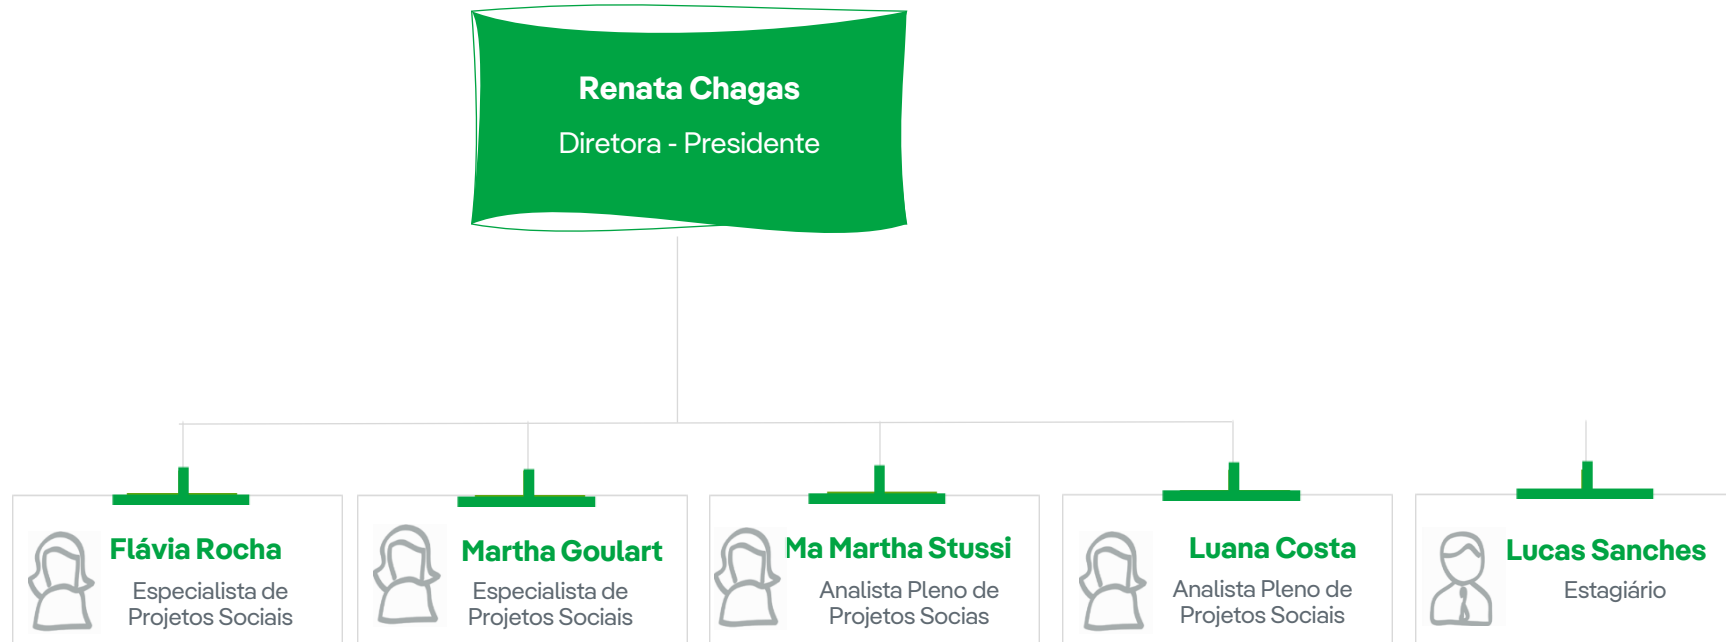 Renata Chagas
Diretora - Presidente
Flávia Rocha
Especialista de
Projetos Sociais
Martha Goulart
Especialista de
Projetos Sociais
Ma Martha Stussi
Analista Pleno de
Projetos Socias
Luana Costa
Analista Pleno de
Projetos Sociais
Lucas Sanches
Estagiário